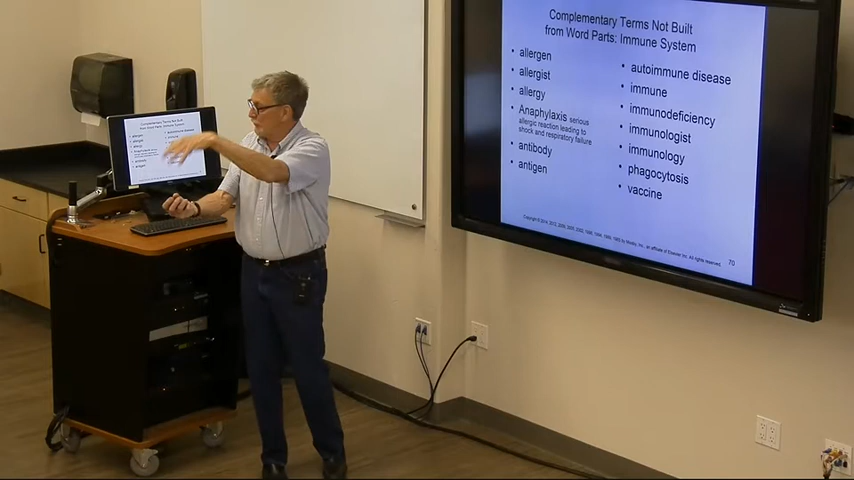 Complementary Terms Not Built
from Word Parts: Immune System
• allergen
• allergist
• allergy
• Anaphylaxis serious
allergic reaction leading to
shock and respiratory failure
• antibody
• antigen
• autoimmune disease
• immune
• immunodeficiency
• immunologist
• immunology
• phagocytosis
• vaccine
70